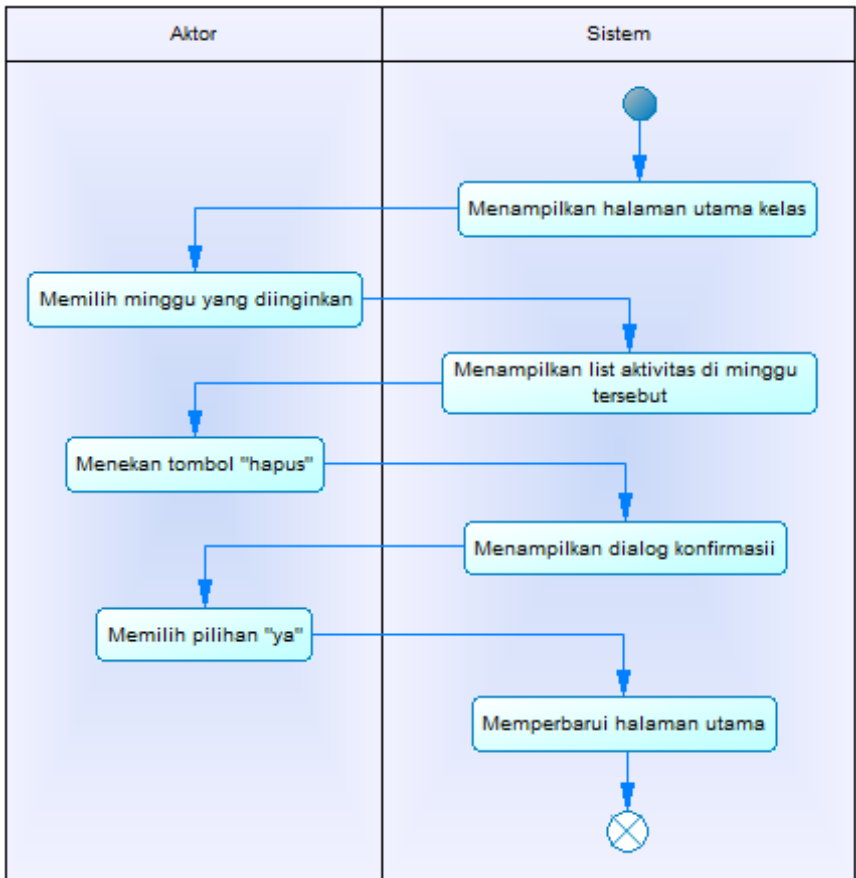 Aktor
Sistem
Menampilkan halaman utama kelas
Memilih minggu yang diinginkan
Menampilkan list aktivitas di minggu
tersebut
Menekan tombol "hapus"
Menampilkan dialog konfirmasii
Memilih pilihan "ya"
Memperbarui halaman utama